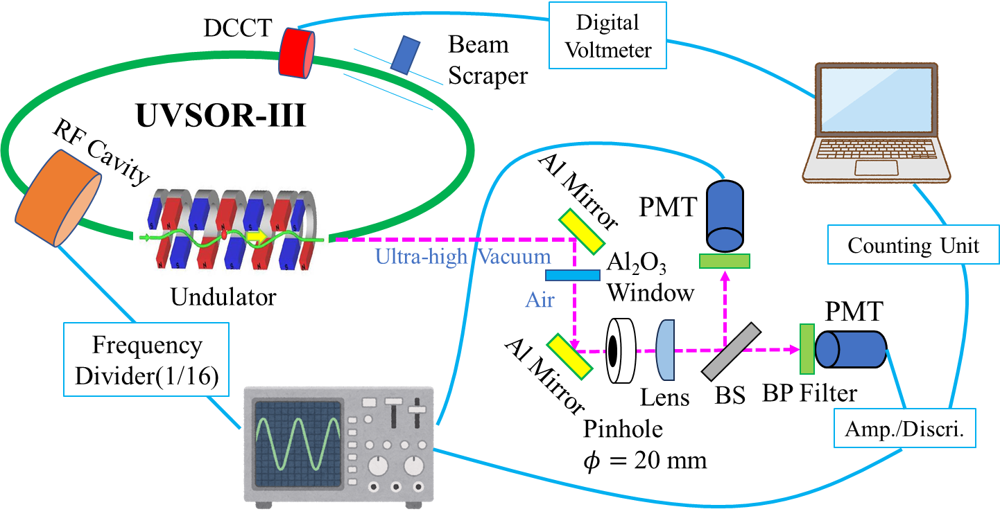 DCCT
Beam
Scraper
Digital
Voltmeter
UVSOR-III
RF Cavity
Undulator
Ultra-high Vacuum
Al Mirror
Al₂O₃
Window
Air
PMT
Counting Unit
PMT
Frequency
Divider(1/16)
Al Mirror
Lens
BS
BP Filter
Pinhole
ϕ = 20 mm
Amp./Discri.
N
S
N
S
N
S
N
S
N
S
N